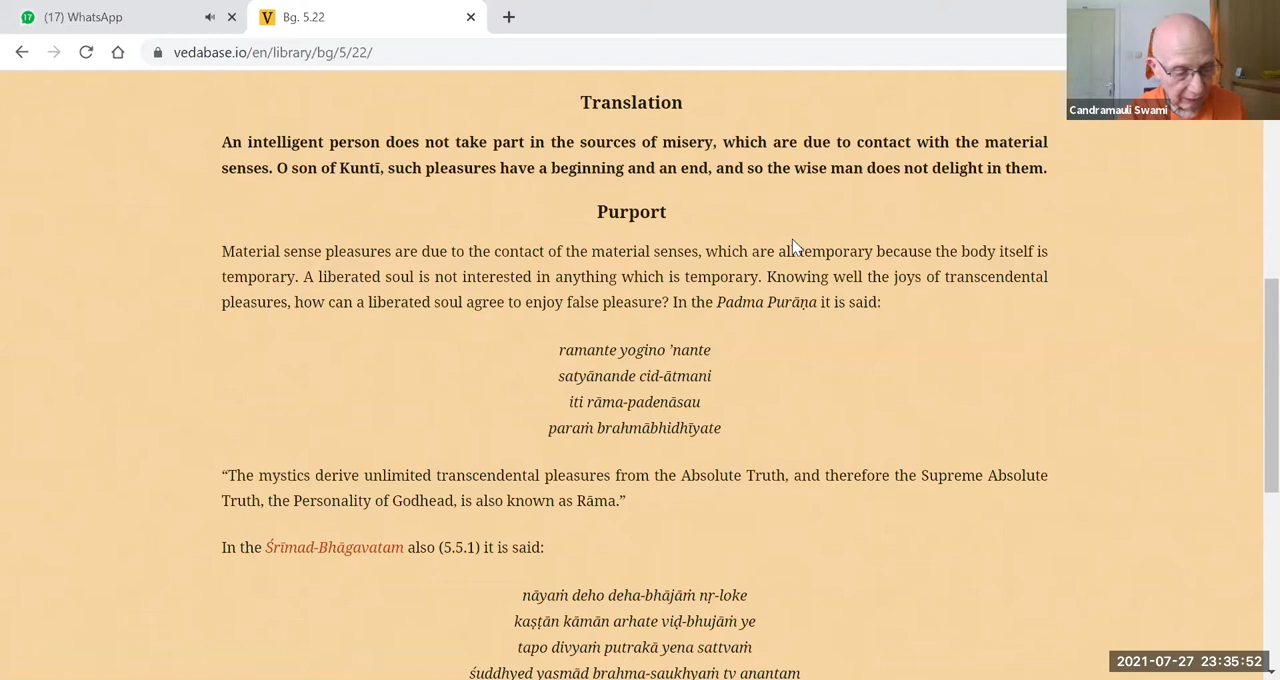 (17) WhatsApp
Bg. 5.22
vedabase.io/en/library/bg/5/22/
Candramauli Swami
Translation
An intelligent person does not take part in the sources of misery, which are due to contact with the material
senses. O son of Kuntī, such pleasures have a beginning and an end, and so the wise man does not delight in them.
Purport
Material sense pleasures are due to the contact of the material senses, which are all temporary because the body itself is
temporary. A liberated soul is not interested in anything which is temporary. Knowing well the joys of transcendental
pleasures, how can a liberated soul agree to enjoy false pleasure? In the Padma Purāṇa it is said:
ramante yogino ’nante
satyānande cid-ātmani
iti rāma-padenāsau
paraṁ brahmābhidhīyate
“The mystics derive unlimited transcendental pleasures from the Absolute Truth, and therefore the Supreme Absolute
Truth, the Personality of Godhead, is also known as Rāma.”
In the Śrīmad-Bhāgavatam also (5.5.1) it is said:
nāyaṁ deho deha-bhājāṁ nṛ-loke
kaṣṭān kāmān arhate viḍ-bhujāṁ ye
tapo divyaṁ putrakā yena sattvaṁ
śuddhyed yasmād brahma-saukhyaṁ tv anantam
2021-07-27 23:35:52